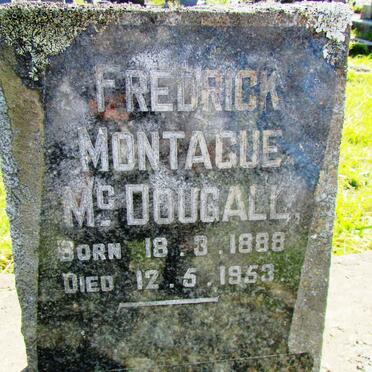 FREDRICK
MONTAGUE
McDOUGALL.
BORN 18.3.1888
DIED 12.5.1953